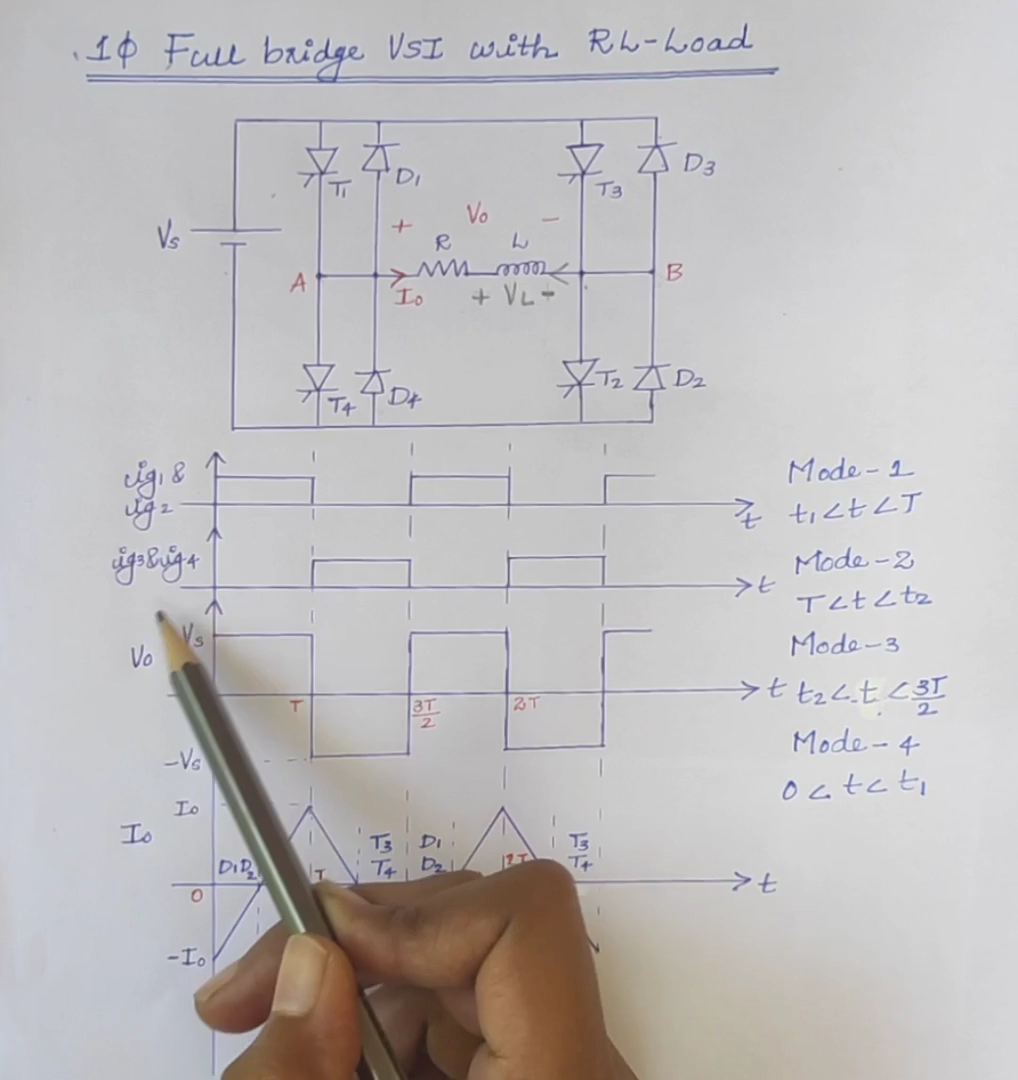 1φ Full bridge VSI with RL-Load
T1 D1 T3 D3
Vs
+ Vo -
R L
A B
Io + VL -
T4 D4 T2 D2
ig1 &
ig2
t
Mode-1
t1<t<T
ig3&ig4
t
Mode-2
T<t<t2
Vs
Vo
-Vs
T 3T/2 2T
t
Mode-3
t2<t<3T/2
Mode-4
0<t<t1
Io
Io
D1D2 T T3 D1 T3
T4 D2 T4
0
t
-Io